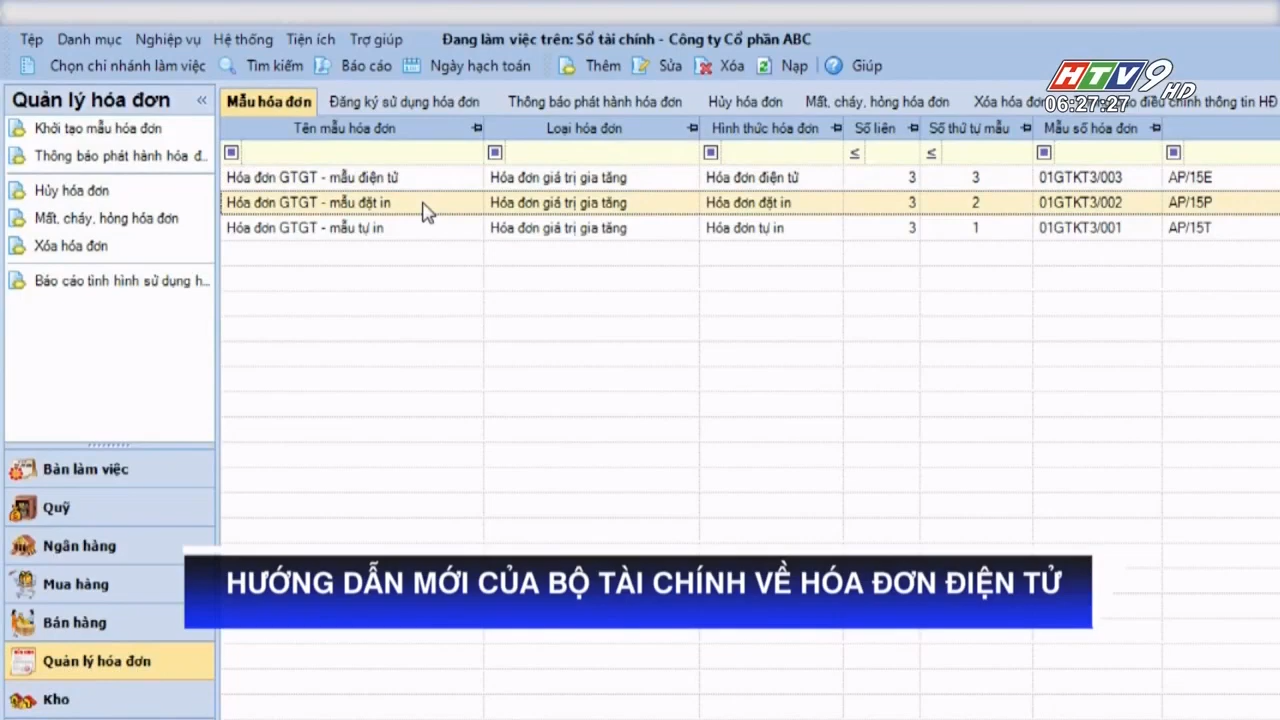 Tệp Danh mục Nghiệp vụ Hệ thống Tiện ích Trợ giúp Đang làm việc trên: Sổ tài chính - Công ty Cổ phần ABC
Chọn chi nhánh làm việc Tìm kiếm Báo cáo Ngày hạch toán Thêm Sửa Xóa Nạp Giúp
HTV9 HD
06:27:27
Quản lý hóa đơn «
Khởi tạo mẫu hóa đơn
Thông báo phát hành hóa đ...
Hủy hóa đơn
Mất, cháy, hỏng hóa đơn
Xóa hóa đơn
Báo cáo tình hình sử dụng h...
Mẫu hóa đơn Đăng ký sử dụng hóa đơn Thông báo phát hành hóa đơn Hủy hóa đơn Mất, cháy, hỏng hóa đơn Xóa hóa đơn điều chỉnh thông tin HĐ
Tên mẫu hóa đơn Loại hóa đơn Hình thức hóa đơn Số liên Số thứ tự mẫu Mẫu số hóa đơn
≤ ≤
Hóa đơn GTGT - mẫu điện tử Hóa đơn giá trị gia tăng Hóa đơn điện tử 3 3 01GTKT3/003 AP/15E
Hóa đơn GTGT - mẫu đặt in Hóa đơn giá trị gia tăng Hóa đơn đặt in 3 2 01GTKT3/002 AP/15P
Hóa đơn GTGT - mẫu tự in Hóa đơn giá trị gia tăng Hóa đơn tự in 3 1 01GTKT3/001 AP/15T
Bàn làm việc
Quỹ
Ngân hàng
Mua hàng
Bán hàng
Quản lý hóa đơn
Kho
HƯỚNG DẪN MỚI CỦA BỘ TÀI CHÍNH VỀ HÓA ĐƠN ĐIỆN TỬ